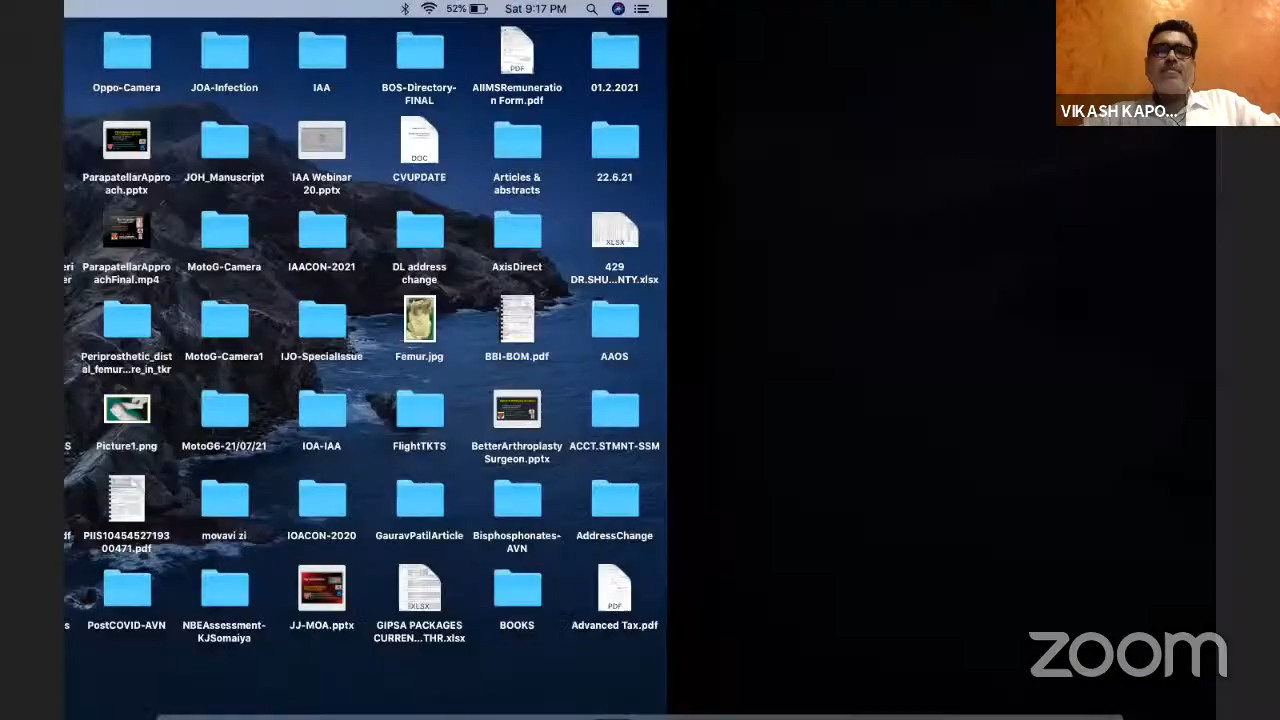 52% Sat 9:17 PM
VIKASH KAPO...
Oppo-Camera JOA-Infection IAA BOS-Directory- AIIMSRemuneratio 01.2.2021
FINAL n Form.pdf
PDF
DOC
ParapatellarAppro JOH_Manuscript IAA Webinar CVUPDATE Articles & 22.6.21
ach.pptx 20.pptx abstracts
XLSX
ParapatellarAppro MotoG-Camera IAACON-2021 DL address AxisDirect 429
achFinal.mp4 change DR.SHU...NTY.xlsx
Periprosthetic_dist MotoG-Camera1 IJO-SpecialIssue Femur.jpg BBI-BOM.pdf AAOS
al_femur...re_in_tkr
Picture1.png MotoG6-21/07/21 IOA-IAA FlightTKTS BetterArthroplasty ACCT.STMNT-SSM
Surgeon.pptx
PIIS10454527193 movavi zi IOACON-2020 GauravPatilArticle Bisphosphonates- AddressChange
00471.pdf AVN
XLSX
PDF
PostCOVID-AVN NBEAssessment- JJ-MOA.pptx GIPSA PACKAGES BOOKS Advanced Tax.pdf
KJSomaiya CURREN...THR.xlsx
zoom